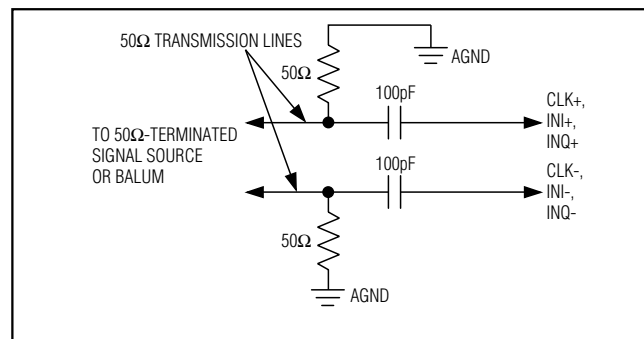 50Ω TRANSMISSION LINES
AGND
50Ω
100pF
CLK+,
INI+,
INQ+
TO 50Ω-TERMINATED
SIGNAL SOURCE
OR BALUM
100pF
CLK-,
INI-,
INQ-
50Ω
AGND